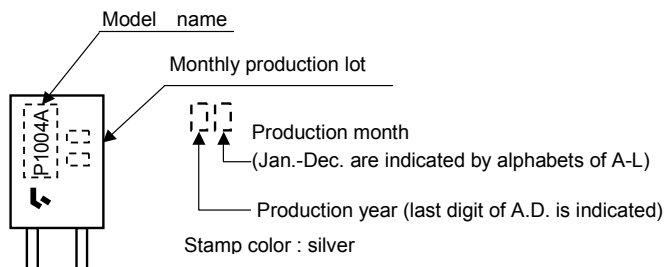 Model name
Monthly production lot
P1004A
Production month
(Jan.-Dec. are indicated by alphabets of A-L)
Production year (last digit of A.D. is indicated)
Stamp color : silver